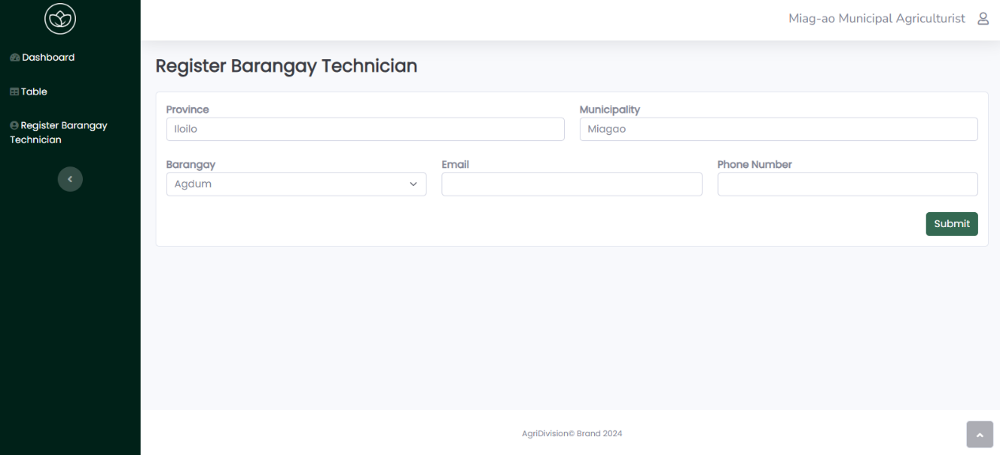 Miag-ao Municipal Agriculturist
Dashboard
Table
Register Barangay
Technician
Register Barangay Technician
Province
Municipality
Iloilo
Miagao
Barangay
Email
Phone Number
Agdum
Submit
AgriDivision© Brand 2024